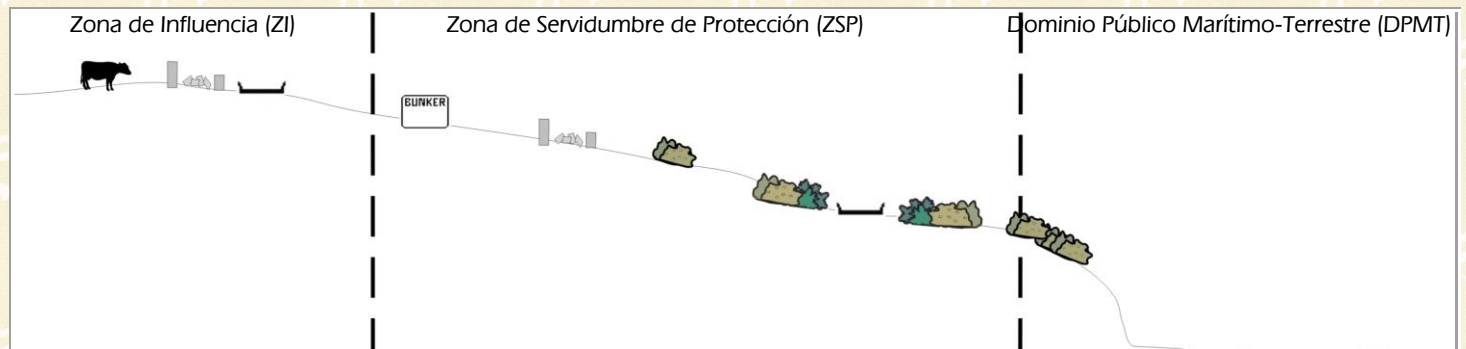 Zona de Influencia (ZI)
Zona de Servidumbre de Protección (ZSP)
Dominio Público Marítimo-Terrestre (DPMT)
BUNKER